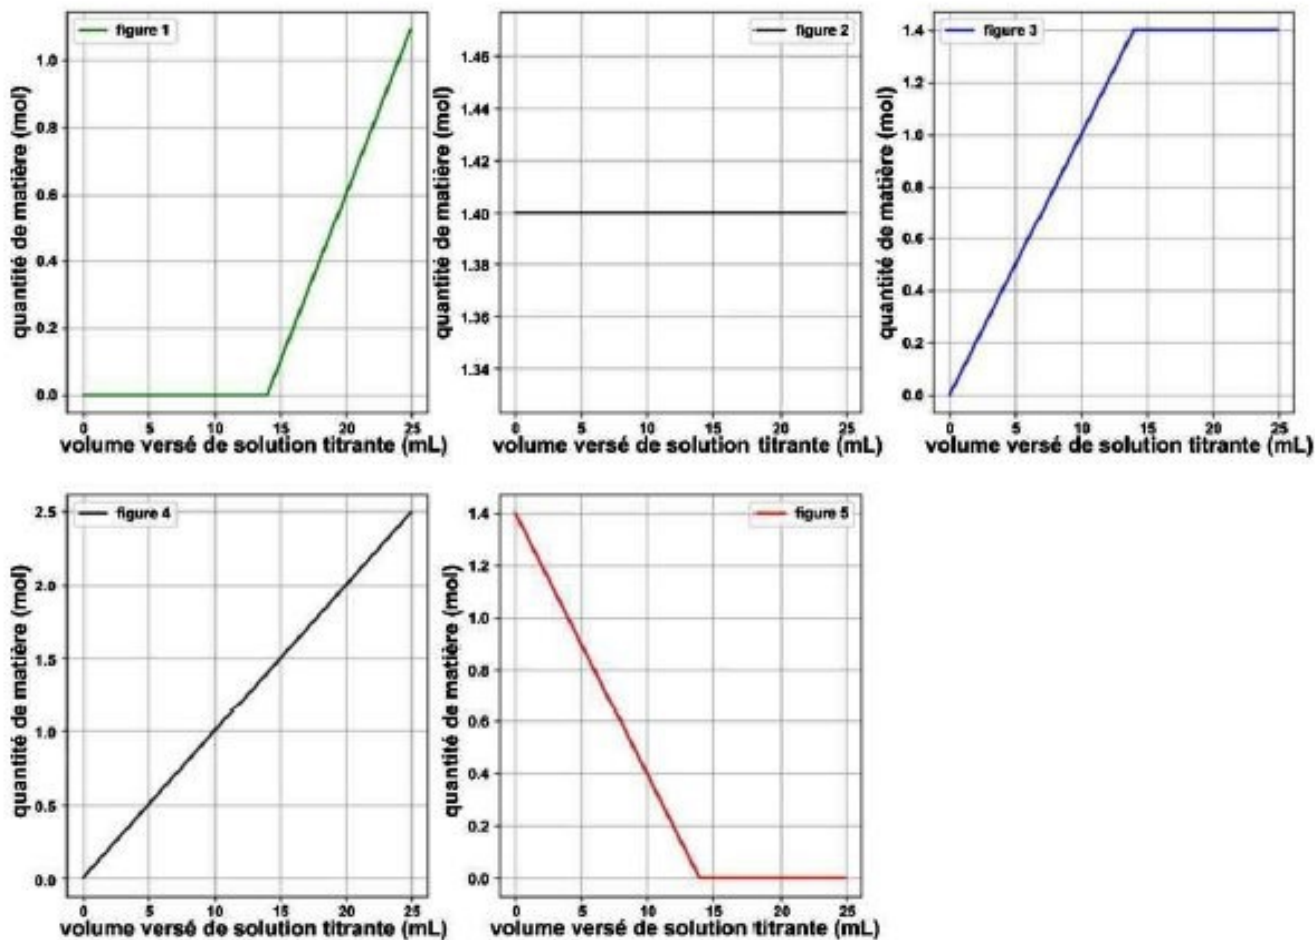 figure 1
quantité de matière (mol)
1.0
0.8
0.6
0.4
0.2
0.0
0 5 10 15 20 25
volume versé de solution titrante (mL)
figure 2
quantité de matière (mol)
1.46
1.44
1.42
1.40
1.38
1.36
1.34
0 5 10 15 20 25
volume versé de solution titrante (mL)
figure 3
quantité de matière (mol)
1.4
1.2
1.0
0.8
0.6
0.4
0.2
0.0
0 5 10 15 20 25
volume versé de solution titrante (mL)
figure 4
quantité de matière (mol)
2.5
2.0
1.5
1.0
0.5
0.0
0 5 10 15 20 25
volume versé de solution titrante (mL)
figure 5
quantité de matière (mol)
1.4
1.2
1.0
0.8
0.6
0.4
0.2
0.0
0 5 10 15 20 25
volume versé de solution titrante (mL)